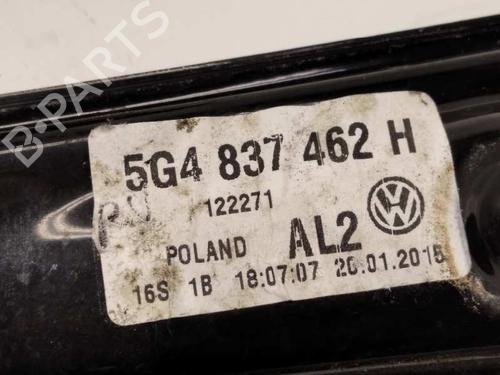 B-PARTS
5G4 837 462 H
122271
POLAND AL2
16S 1B 18:07:07 20.01.2015